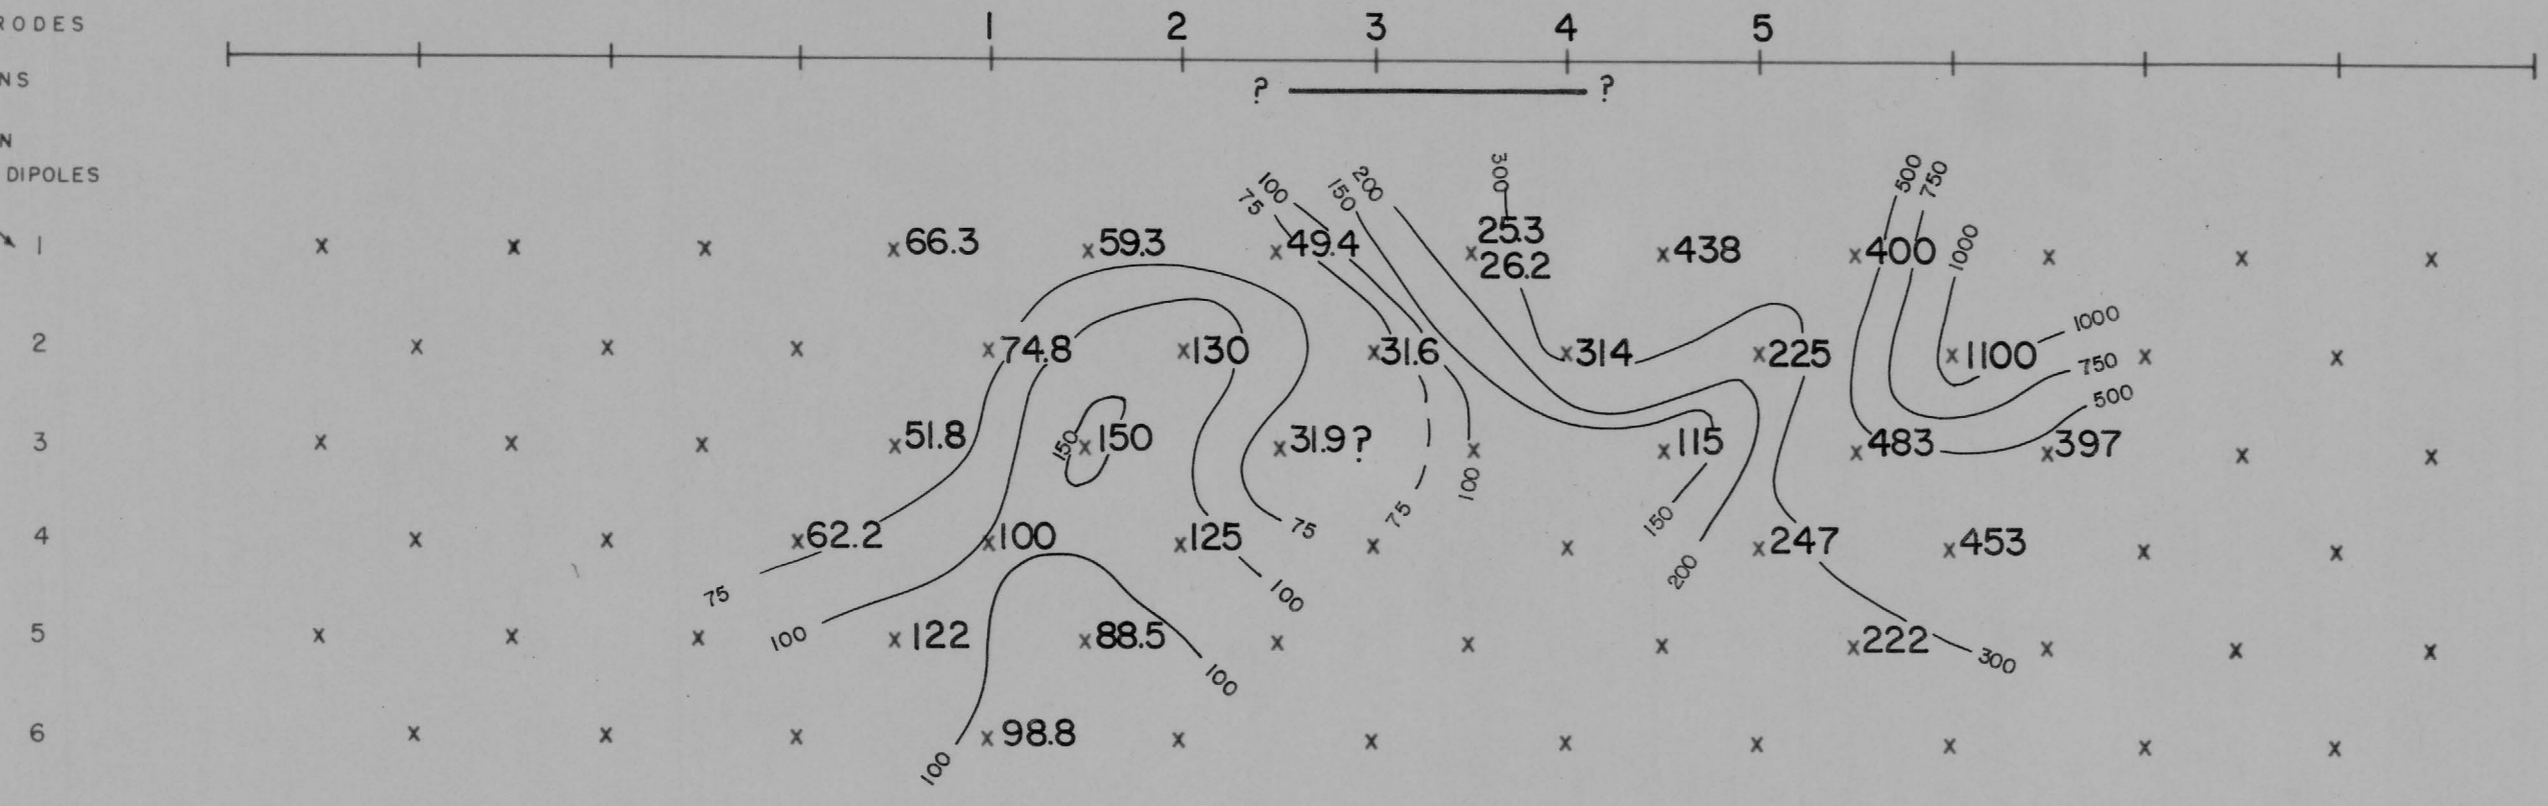 RODES 1 2 3 4 5
NS
? ?
N
DIPOLES
300 500 750
100 75 150 200 1000
1 x x x x 66.3 x 59.3 x 49.4 x 253 26.2 x 438 x 400 x x x
1000
2 x x x x 74.8 x 130 x 31.6 x 314 x 225 x 1100 x x
750
500
3 x x x x 51.8 150 x 150 x 31.9? x x 115 x 483 x 397 x x
100 75 150 75
4 x x x 62.2 x 100 x 125 x x x 247 x 453 x x
75 100 200
5 x x x 100 x 122 x 88.5 x x x x 222 300 x x x
100
6 x x x x 98.8 x x x x x x x
100